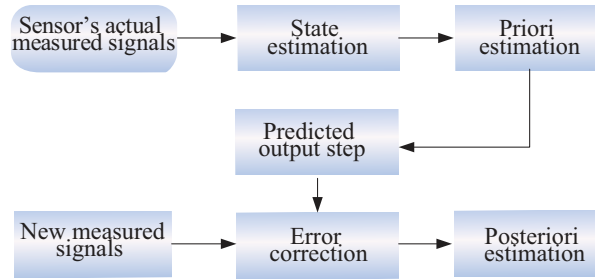 Sensor's actual
measured signals
State
estimation
Priori
estimation
Predicted
output step
New measured
signals
Error
correction
Posteriori
estimation